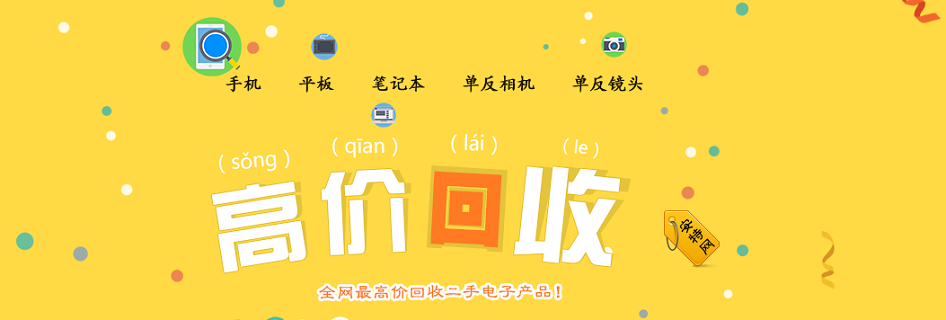 手机 平板 笔记本 单反相机 单反镜头
(sǒng) (qīan) (lái) (le)
高价回收
安特网
全网最高价回收二手电子产品!